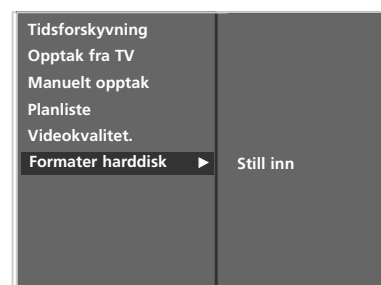 Tidsforskyvning
Opptak fra TV
Manuelt opptak
Planliste
Videokvalitet.
Formater harddisk ► Still inn